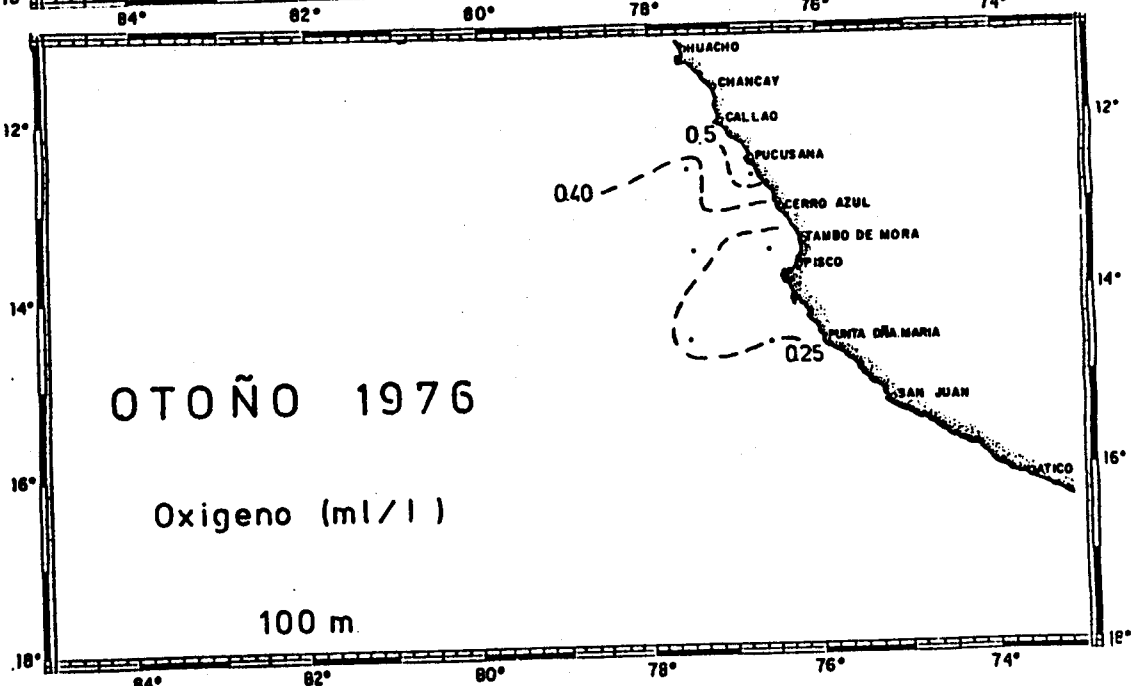 84° 82° 80° 78° 76° 74°
HUACHO
CHANCAY
12° 12°
CALLAO
0.5
PUCUSANA
0.40
CERRO AZUL
TAMBO DE MORA
PISCO
14° 14°
PUNTA DÑA. MARIA
0.25
OTOÑO 1976
SAN JUAN
16° 16°
ATICO
Oxigeno (ml/l)
100 m
18° 18°
84° 82° 80° 78° 76° 74°